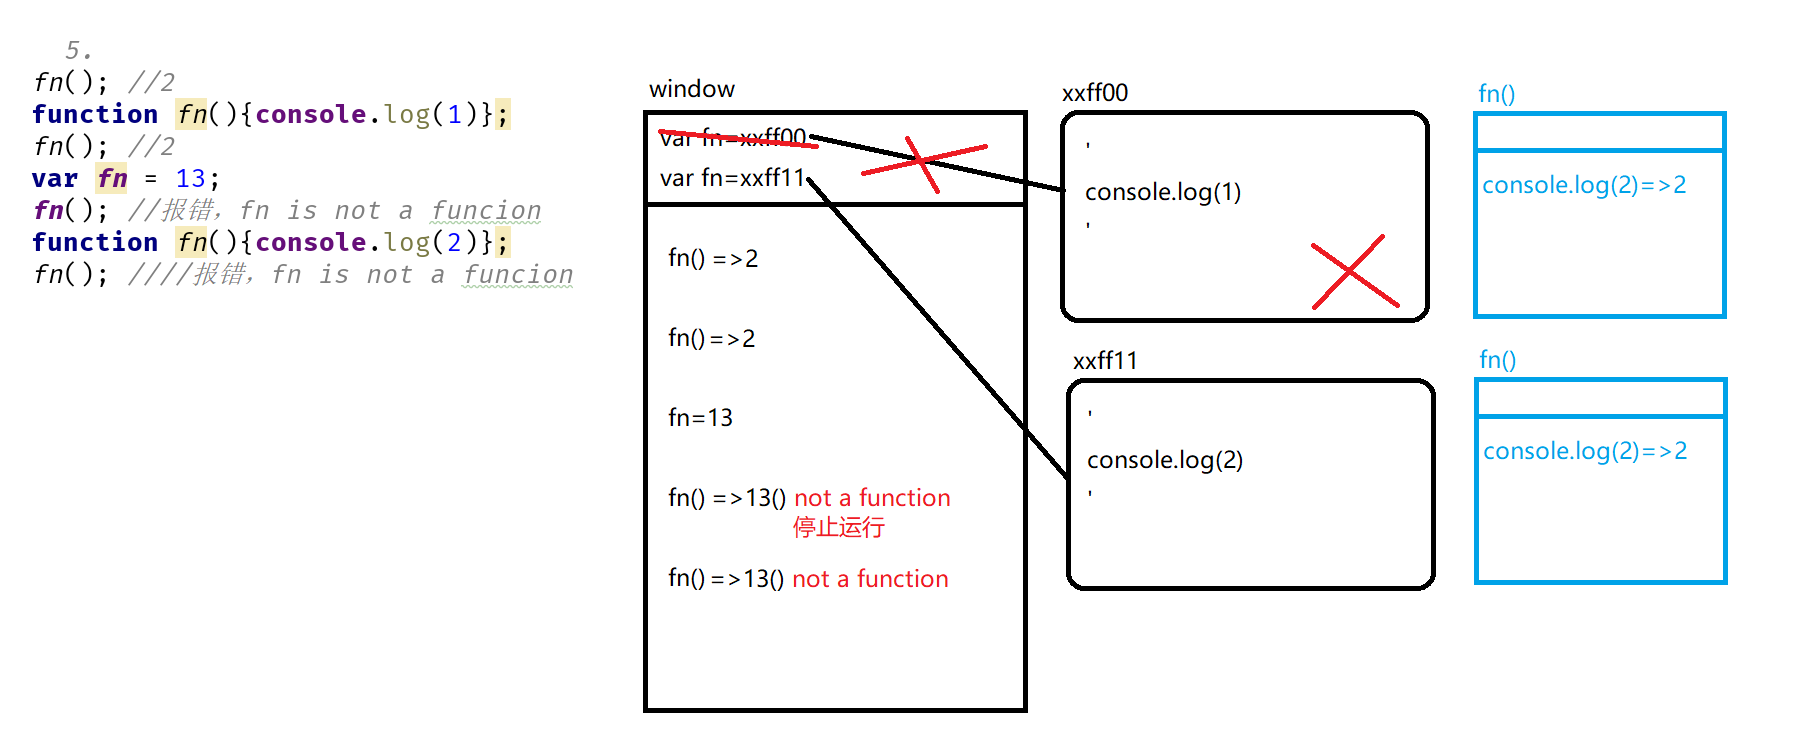 5.
fn(); //2
function fn(){console.log(1)};
fn(); //2
var fn = 13;
fn(); //报错，fn is not a funcion
function fn(){console.log(2)};
fn(); ////报错，fn is not a funcion
window
var fn=xxff00
var fn=xxff11
fn() =>2
fn()=>2
fn=13
fn() =>13() not a function
停止运行
fn()=>13() not a function
xxff00
'
console.log(1)
'
xxff11
'
console.log(2)
'
fn()
console.log(2)=>2
fn()
console.log(2)=>2